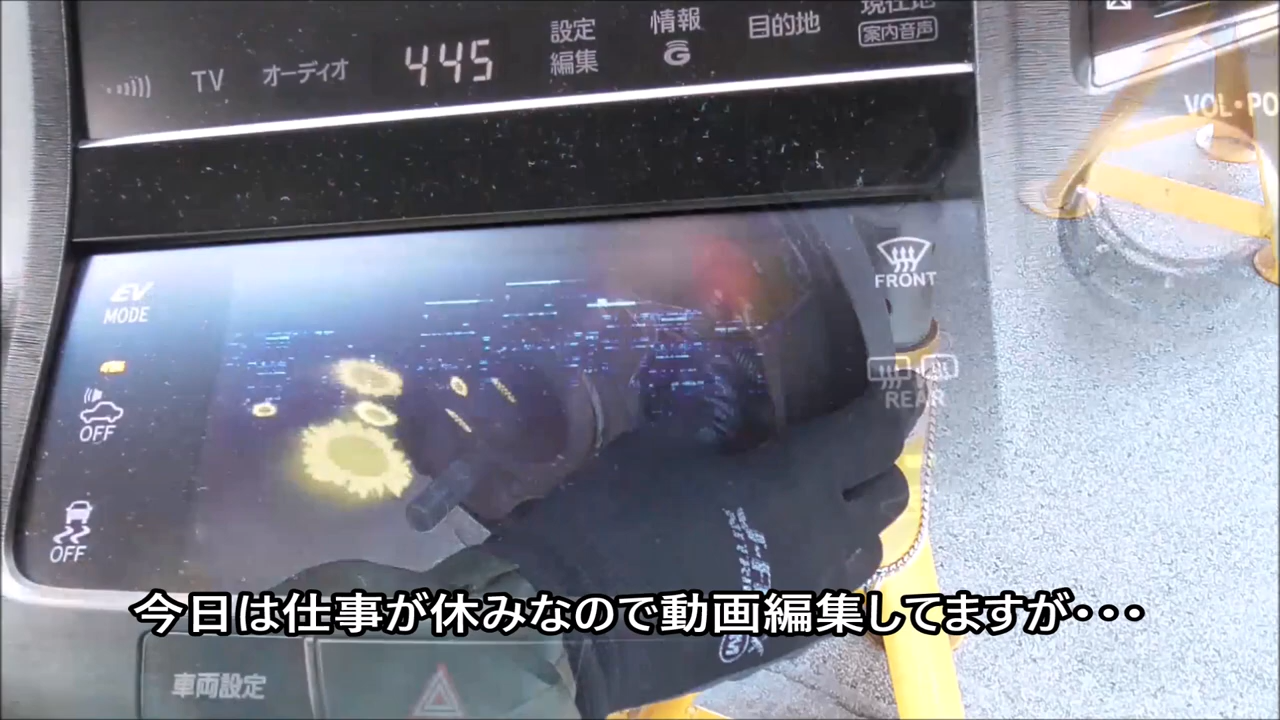 TV
オーディオ
445
設定
編集
情報
G
目的地
現在地
案内音声
VOL・PO
EV
MODE
FRONT
REAR
OFF
OFF
今日は仕事が休みなので動画編集してますが・・・
車両設定